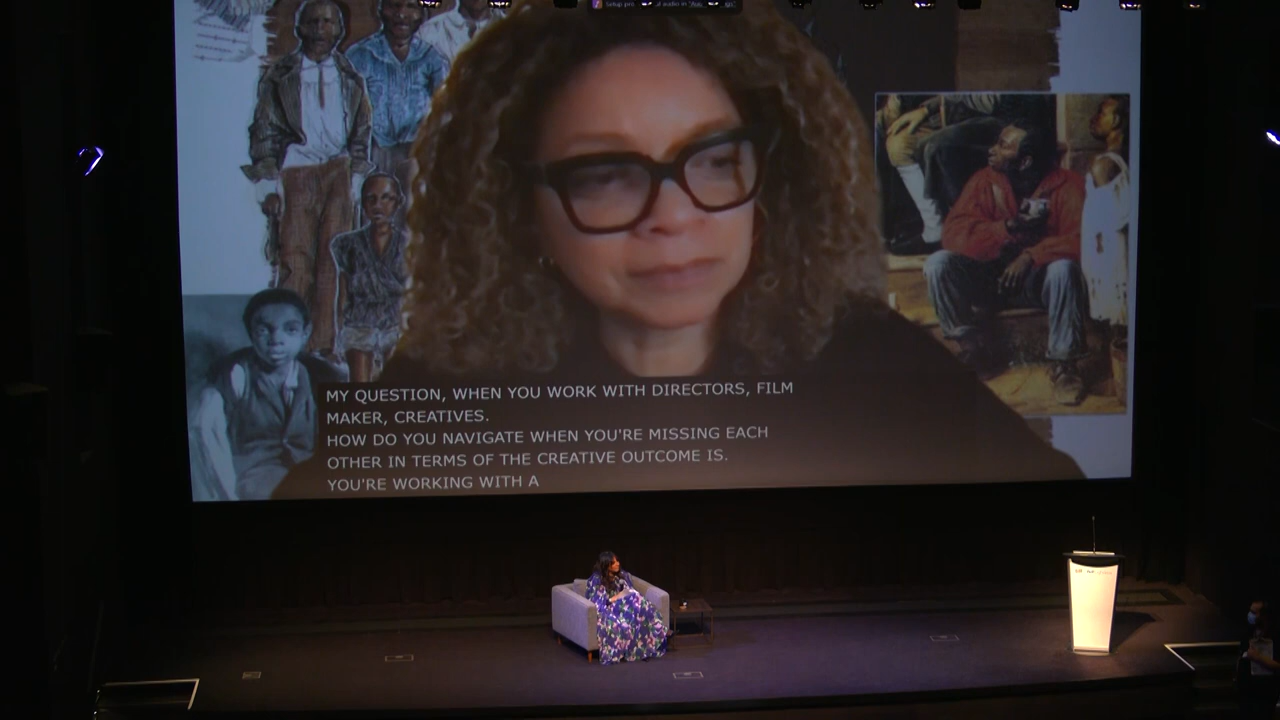 MY QUESTION, WHEN YOU WORK WITH DIRECTORS, FILM
MAKER, CREATIVES.
HOW DO YOU NAVIGATE WHEN YOU'RE MISSING EACH
OTHER IN TERMS OF THE CREATIVE OUTCOME IS.
YOU'RE WORKING WITH A